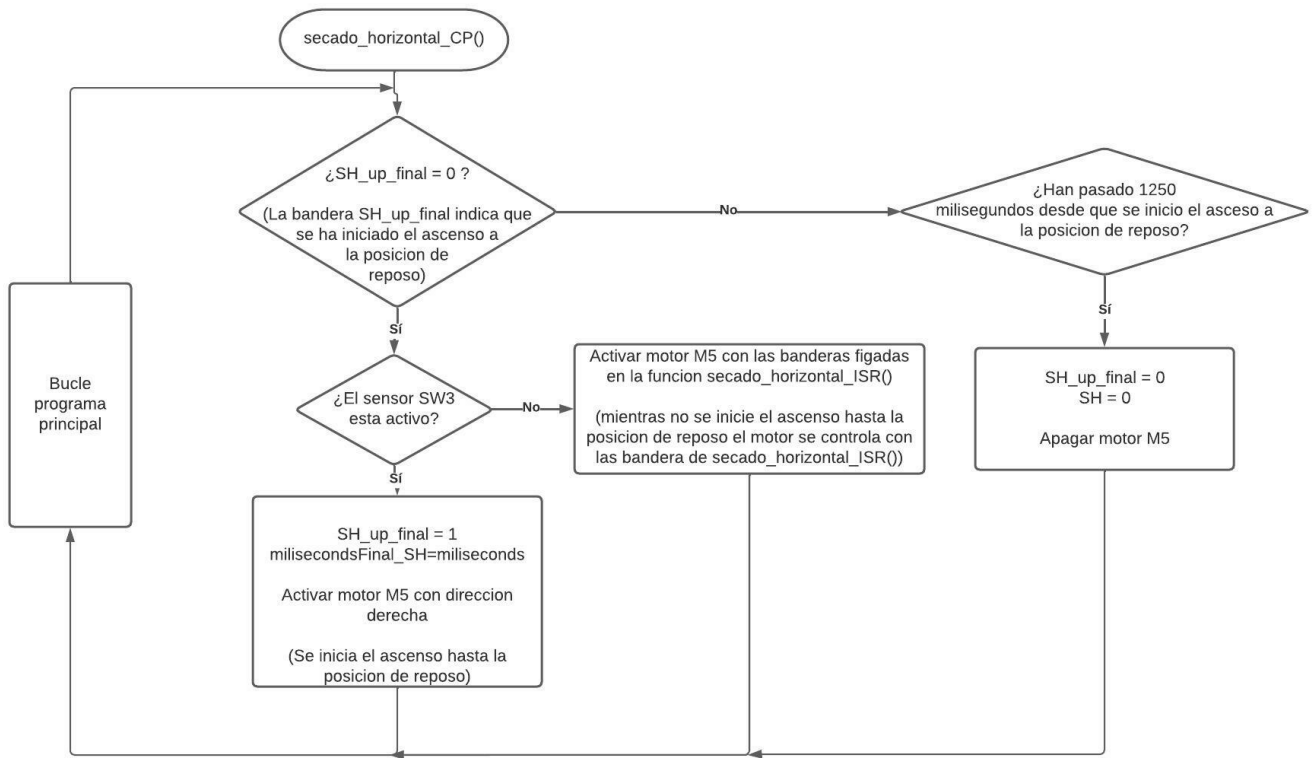 secado_horizontal_CP()
¿SH_up_final = 0 ?
(La bandera SH_up_final indica que
se ha iniciado el ascenso a
la posicion de
reposo)
No
¿Han pasado 1250
milisegundos desde que se inicio el asceso a
la posicion de reposo?
Sí
Sí
Bucle
programa
principal
¿El sensor SW3
esta activo?
No
Activar motor M5 con las banderas figadas
en la funcion secado_horizontal_ISR()
(mientras no se inicie el ascenso hasta la
posicion de reposo el motor se controla con
las bandera de secado_horizontal_ISR())
SH_up_final = 0
SH = 0
Apagar motor M5
Sí
SH_up_final = 1
milisecondsFinal_SH=miliseconds
Activar motor M5 con direccion
derecha
(Se inicia el ascenso hasta la
posicion de reposo)